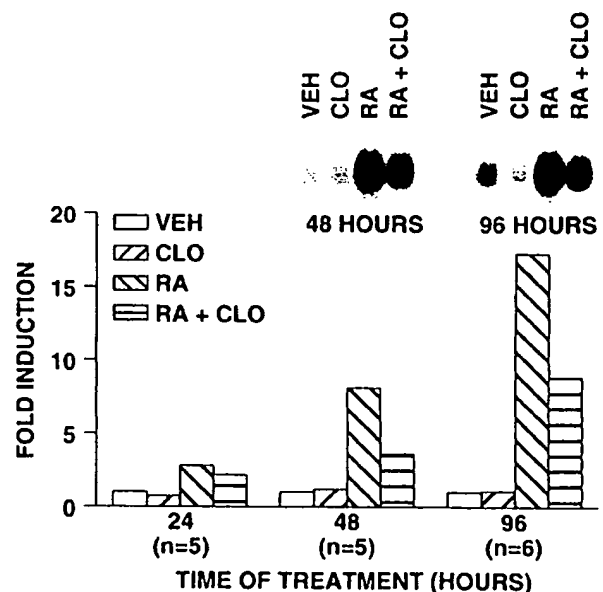 VEH
CLO
RA
RA + CLO
VEH
CLO
RA
RA + CLO
48 HOURS
96 HOURS
20
15
10
5
0
FOLD INDUCTION
VEH
CLO
RA
RA + CLO
24
48
96
(n=5)
(n=5)
(n=6)
TIME OF TREATMENT (HOURS)